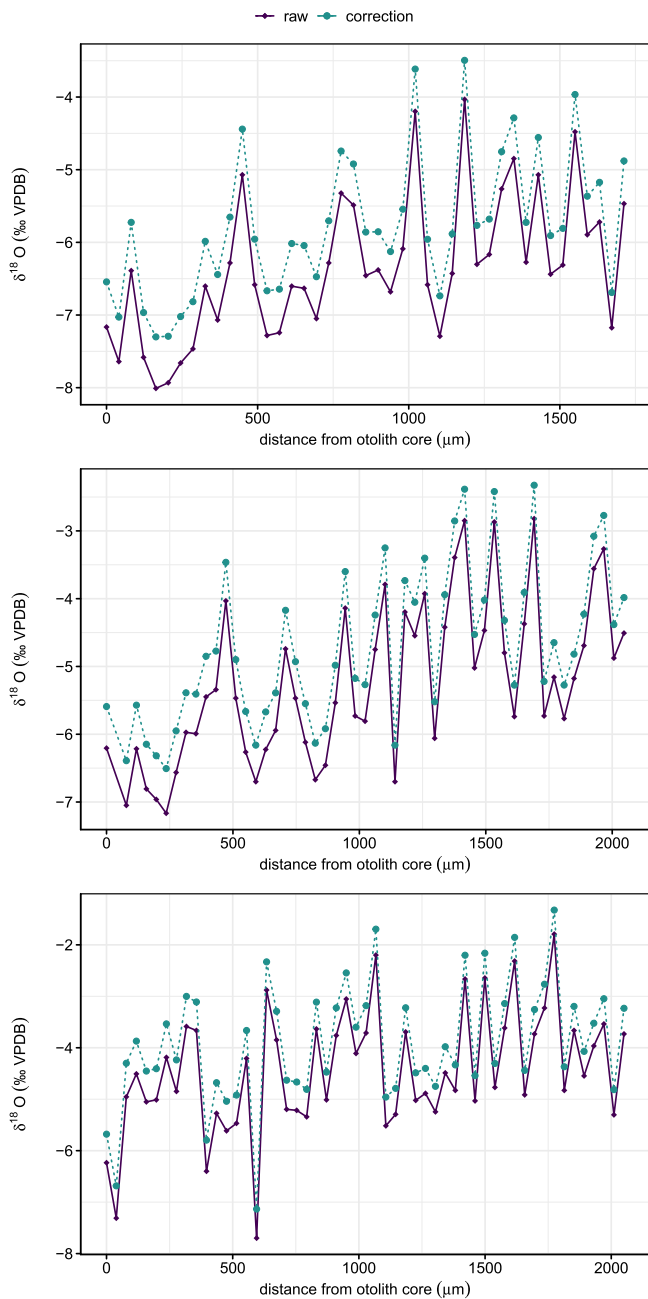 raw correction
−4
−5
−6
−7
−8
δ¹⁸ O (‰ VPDB)
0 500 1000 1500
distance from otolith core (μm)
−3
−4
−5
−6
−7
δ¹⁸ O (‰ VPDB)
0 500 1000 1500 2000
distance from otolith core (μm)
−2
−4
−6
−8
δ¹⁸ O (‰ VPDB)
0 500 1000 1500 2000
distance from otolith core (μm)